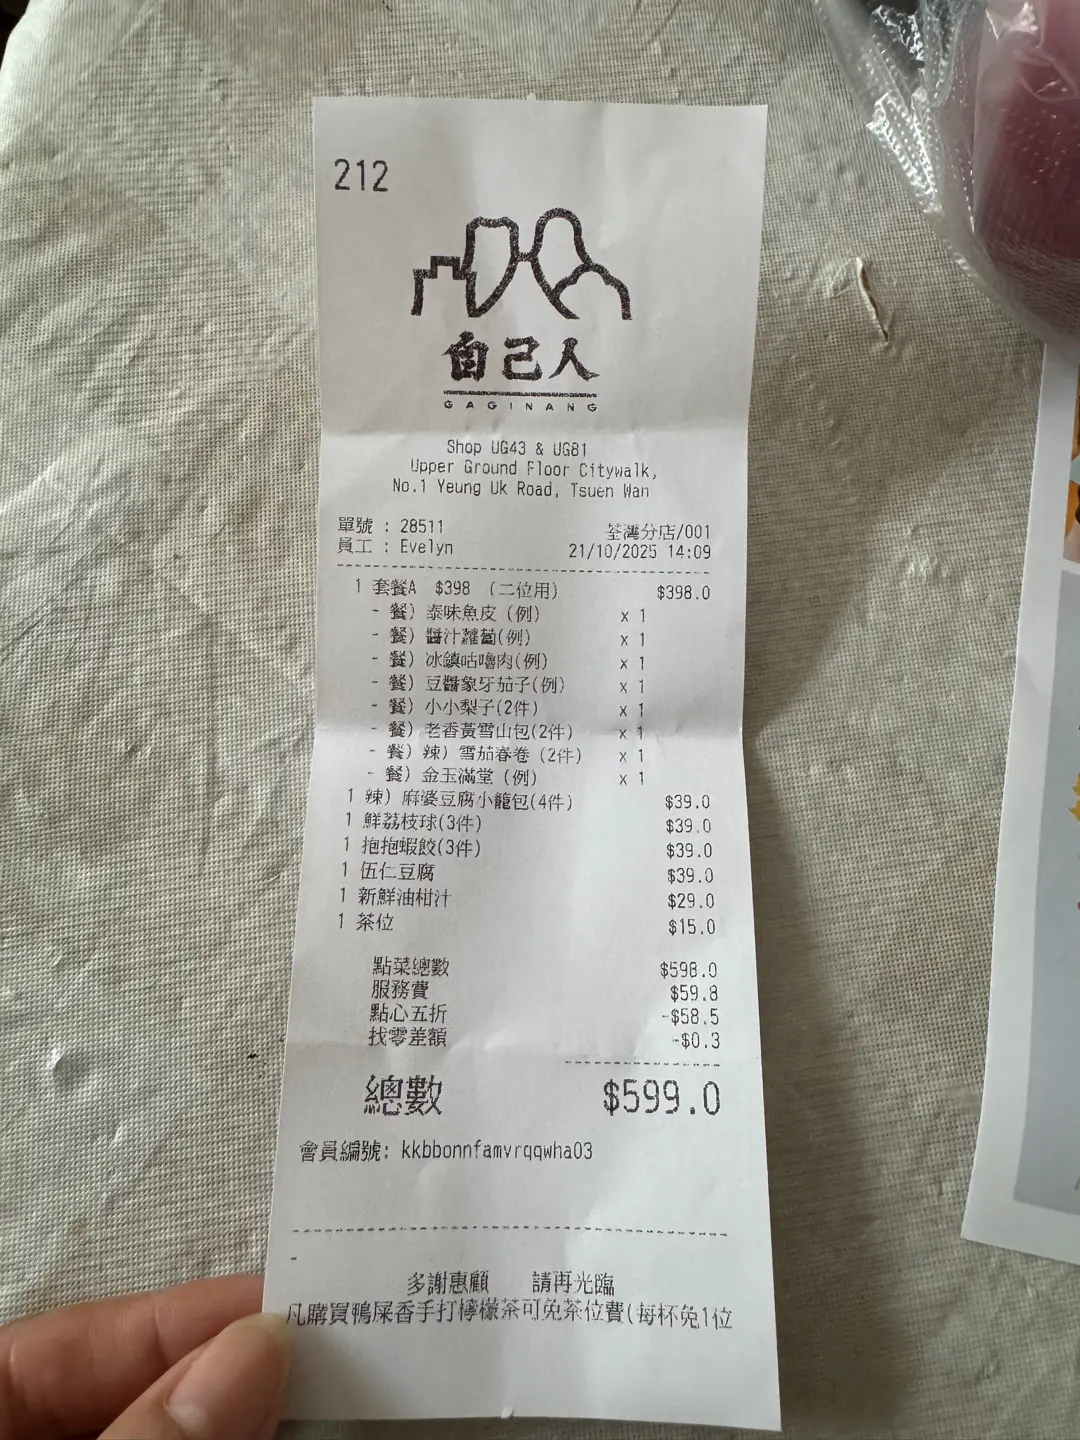 212
自己人
GAGINANG
Shop UG43 & UG81
Upper Ground Floor Citywalk,
No.1 Yeung Uk Road, Tsuen Wan
單號 : 28511 荃灣分店/001
員工 : Evelyn 21/10/2025 14:09
1 套餐A $398 (二位用) $398.0
- 餐) 泰味魚皮 (例) x 1
- 餐) 醬汁蘿蔔(例) x 1
- 餐) 冰鎮咕嚕肉(例) x 1
- 餐) 豆醬象牙茄子(例) x 1
- 餐) 小小梨子(2件) x 1
- 餐) 老香黃雪山包(2件) x 1
- 餐) 辣) 雪茄春卷 (2件) x 1
- 餐) 金玉滿堂 (例) x 1
1 辣) 麻婆豆腐小籠包(4件) $39.0
1 鮮荔枝球(3件) $39.0
1 抱抱蝦餃(3件) $39.0
1 伍仁豆腐 $39.0
1 新鮮油柑汁 $29.0
1 茶位 $15.0
點菜總數 $598.0
服務費 $59.8
點心五折 -$58.5
找零差額 -$0.3
總數 $599.0
會員編號: kkbbonnfamvrqqwha03
-
多謝惠顧 請再光臨
凡購買鴨屎香手打檸檬茶可免茶位費(每杯免1位